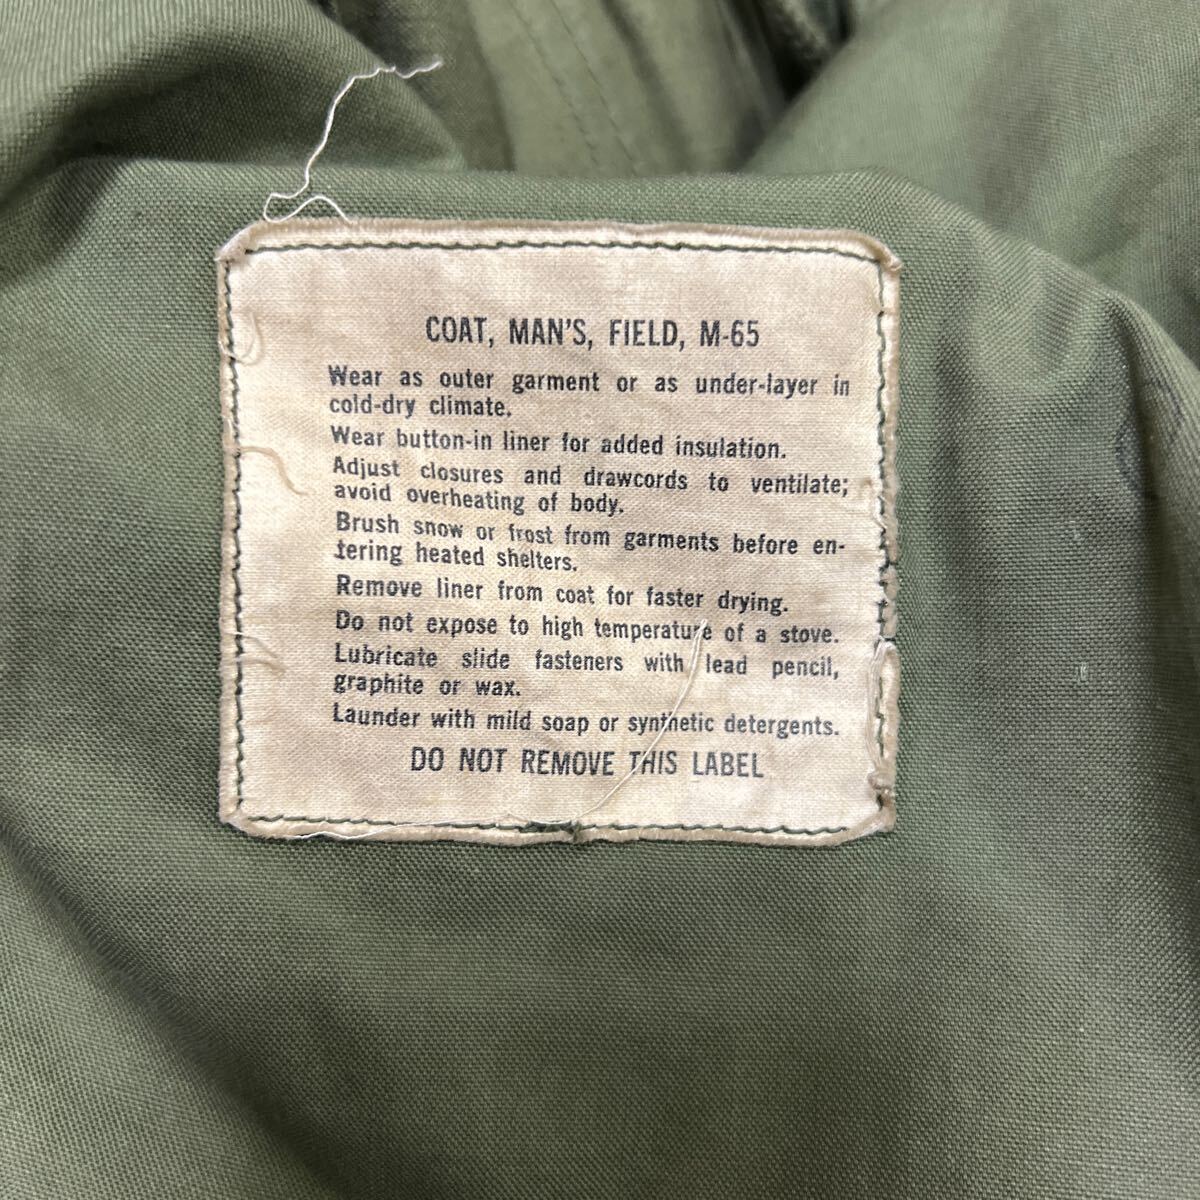 COAT, MAN'S, FIELD, M-65
Wear as outer garment or as under-layer in
cold-dry climate.
Wear button-in liner for added insulation.
Adjust closures and drawcords to ventilate;
avoid overheating of body.
Brush snow or frost from garments before en-
tering heated shelters.
Remove liner from coat for faster drying.
Do not expose to high temperature of a stove.
Lubricate slide fasteners with lead pencil,
graphite or wax.
Launder with mild soap or synthetic detergents.
DO NOT REMOVE THIS LABEL